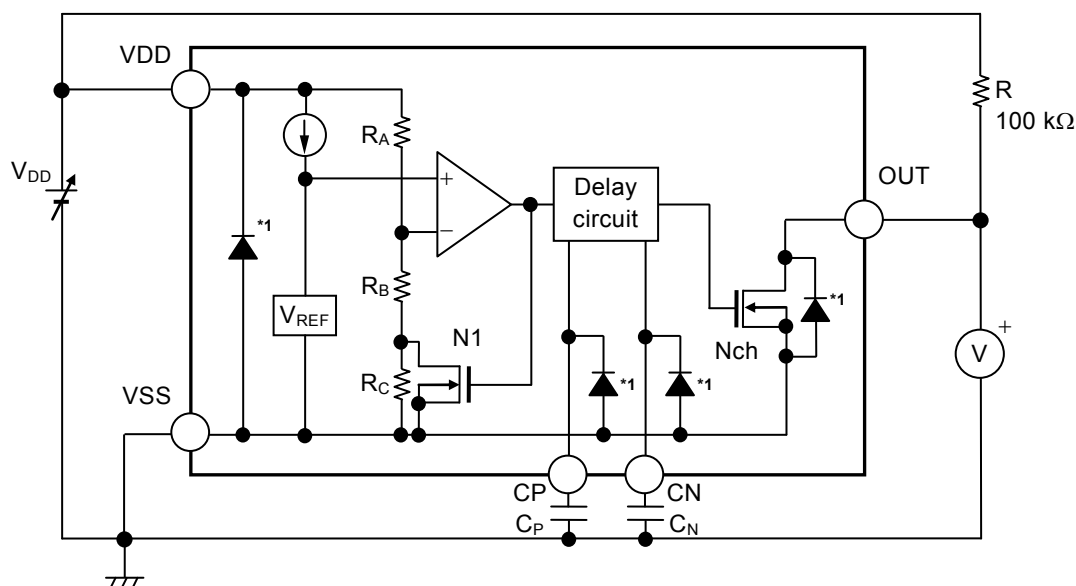 VDD
R
100 kΩ
*1
RA
+
Delay
circuit
OUT
VDD
−
RB
VREF
N1
RC
*1
*1
Nch
*1
+
V
VSS
CP
CN
CP
CN